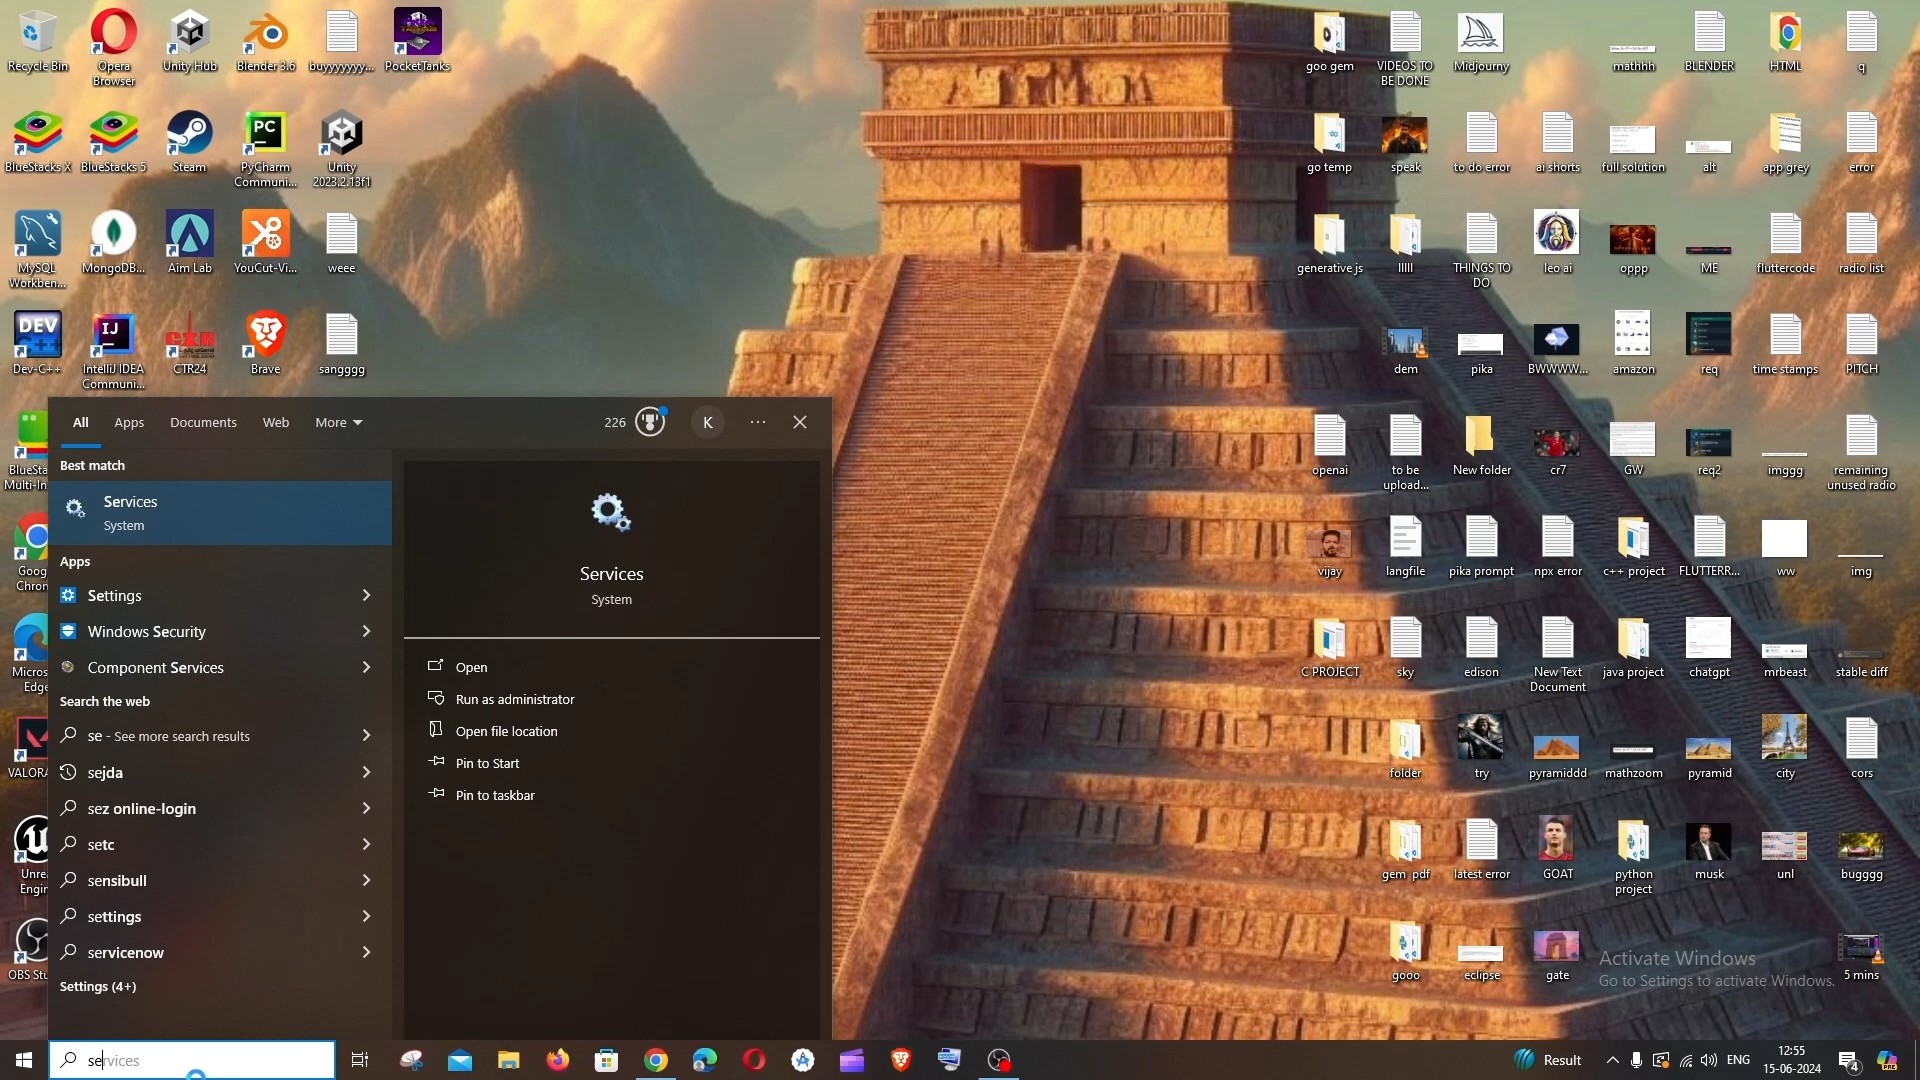 Recycle Bin
Opera
Browser
Unity Hub
Blender 3.6
buyyyyyyy...
PocketTanks
BlueStacks X
BlueStacks 5
Steam
PyCharm
Communi...
Unity
2023.2.13f1
MySQL
Workben...
MongoDB...
Aim Lab
YouCut-Vi...
weee
Dev-C++
IntelliJ IDEA
Communi...
CTR24
Brave
sangggg
goo gem
VIDEOS TO
BE DONE
Midjourny
mathhh
BLENDER
HTML
q
go temp
speak
to do error
ai shorts
full solution
alt
app grey
error
generative js
lllll
THINGS TO
DO
leo ai
oppp
ME
fluttercode
radio list
dem
pika
BWWWW...
amazon
req
time stamps
PITCH
openai
to be
upload...
New folder
cr7
GW
req2
imggg
remaining
unused radio
vijay
langfile
pika prompt
npx error
c++ project
FLUTTERR...
ww
img
C PROJECT
sky
edison
New Text
Document
java project
chatgpt
mrbeast
stable diff
folder
try
pyramiddd
mathzoom
pyramid
city
cors
gem pdf
latest error
GOAT
python
project
musk
unl
bugggg
gooo
eclipse
gate
5 mins
Activate Windows
Go to Settings to activate Windows.
All
Apps
Documents
Web
More
226
K
Best match
Services
System
Apps
Settings
Windows Security
Component Services
Search the web
se - See more search results
sejda
sez online-login
setc
sensibull
settings
servicenow
Settings (4+)
Services
System
Open
Run as administrator
Open file location
Pin to Start
Pin to taskbar
services
Result
ENG
12:55
15-06-2024
4